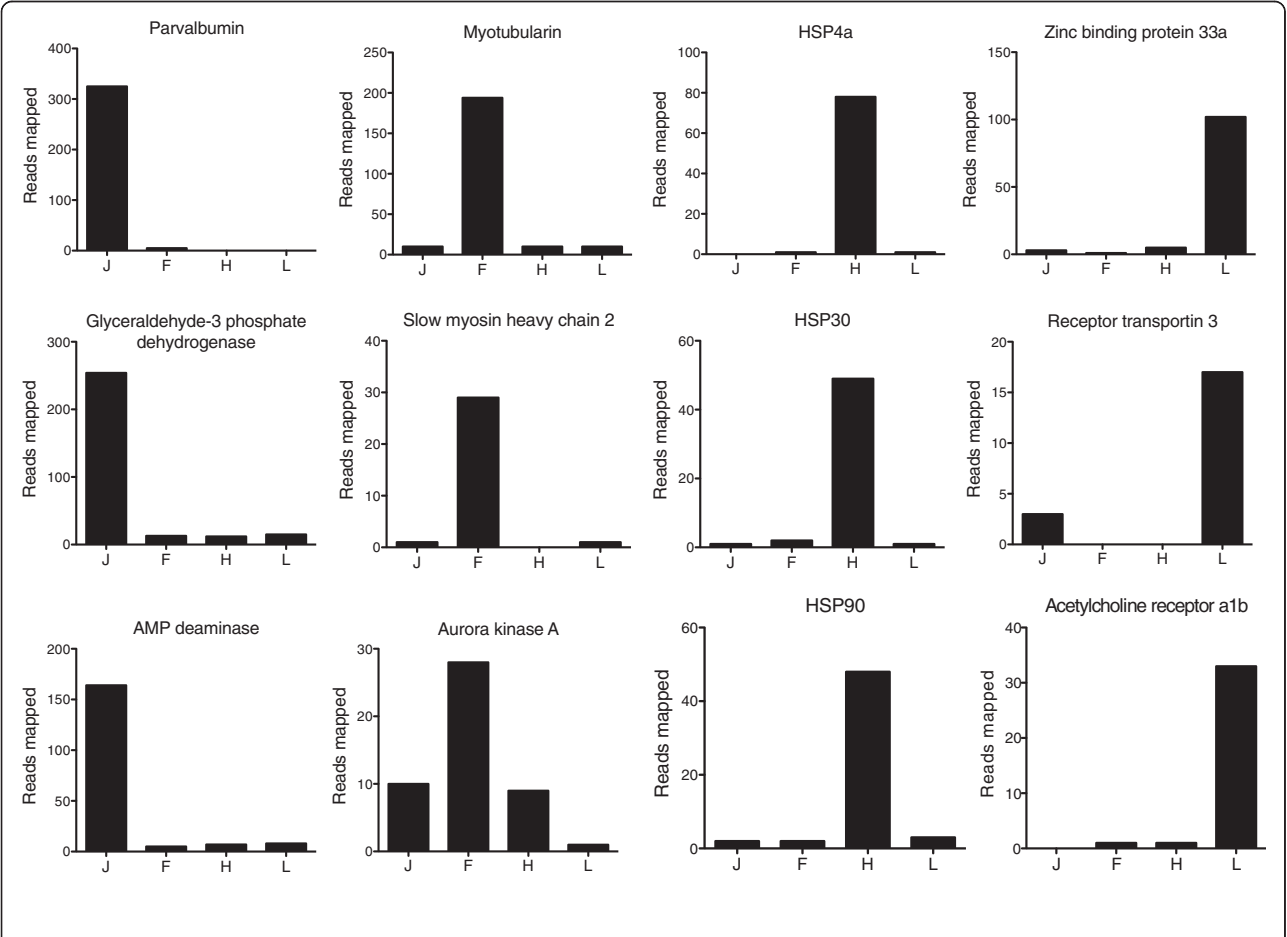 Parvalbumin
Reads mapped
400
300
200
100
0
J F H L
Myotubularin
Reads mapped
250
200
150
100
50
0
J F H L
HSP4a
Reads mapped
100
80
60
40
20
0
J F H L
Zinc binding protein 33a
Reads mapped
150
100
50
0
J F H L
Glyceraldehyde-3 phosphate
dehydrogenase
Reads mapped
300
200
100
0
J F H L
Slow myosin heavy chain 2
Reads mapped
40
30
20
10
0
J F H L
HSP30
Reads mapped
60
40
20
0
J F H L
Receptor transportin 3
Reads mapped
20
15
10
5
0
J F H L
AMP deaminase
Reads mapped
200
150
100
50
0
J F H L
Aurora kinase A
Reads mapped
30
20
10
0
J F H L
HSP90
Reads mapped
60
40
20
0
J F H L
Acetylcholine receptor a1b
Reads mapped
40
30
20
10
0
J F H L